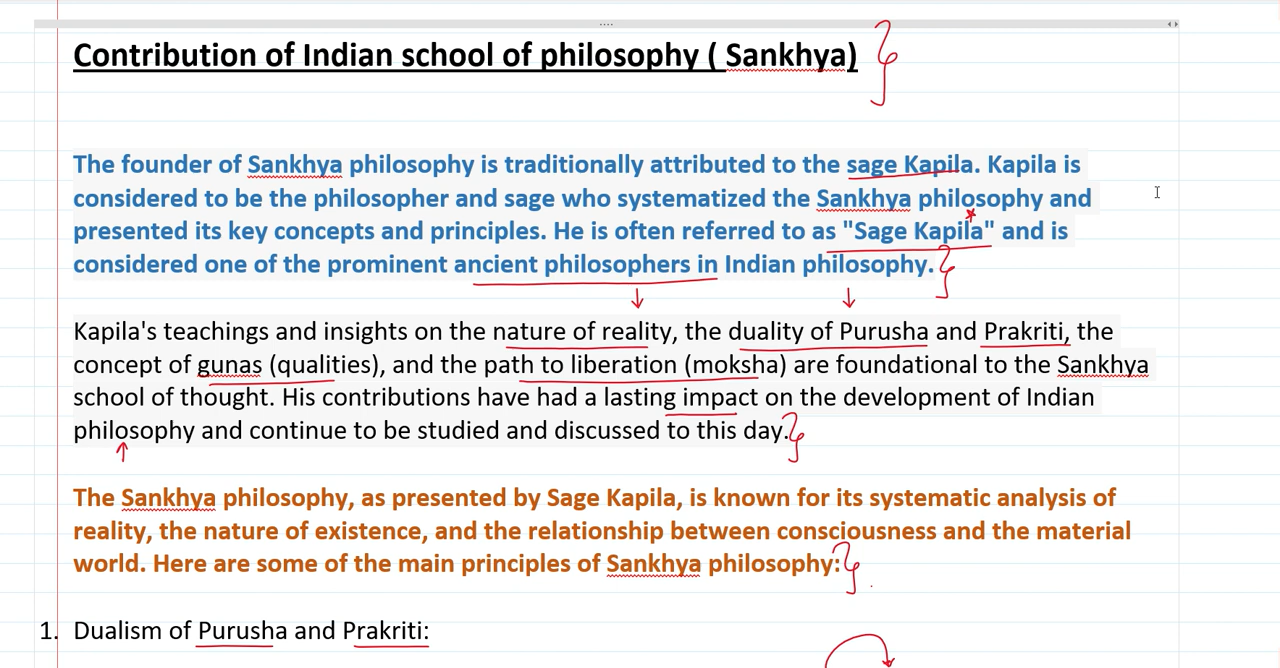 Contribution of Indian school of philosophy ( Sankhya)
The founder of Sankhya philosophy is traditionally attributed to the sage Kapila. Kapila is
considered to be the philosopher and sage who systematized the Sankhya philosophy and
presented its key concepts and principles. He is often referred to as "Sage Kapila" and is
considered one of the prominent ancient philosophers in Indian philosophy.
Kapila's teachings and insights on the nature of reality, the duality of Purusha and Prakriti, the
concept of gunas (qualities), and the path to liberation (moksha) are foundational to the Sankhya
school of thought. His contributions have had a lasting impact on the development of Indian
philosophy and continue to be studied and discussed to this day.
The Sankhya philosophy, as presented by Sage Kapila, is known for its systematic analysis of
reality, the nature of existence, and the relationship between consciousness and the material
world. Here are some of the main principles of Sankhya philosophy:
1. Dualism of Purusha and Prakriti: